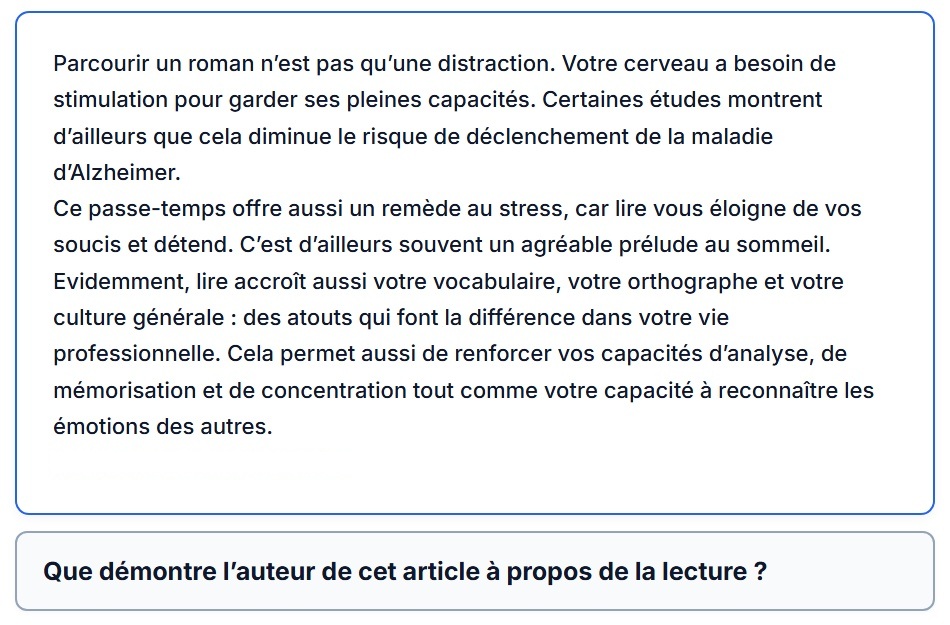 Parcourir un roman n’est pas qu’une distraction. Votre cerveau a besoin de
stimulation pour garder ses pleines capacités. Certaines études montrent
d’ailleurs que cela diminue le risque de déclenchement de la maladie
d’Alzheimer.
Ce passe-temps offre aussi un remède au stress, car lire vous éloigne de vos
soucis et détend. C’est d’ailleurs souvent un agréable prélude au sommeil.
Evidemment, lire accroît aussi votre vocabulaire, votre orthographe et votre
culture générale : des atouts qui font la différence dans votre vie
professionnelle. Cela permet aussi de renforcer vos capacités d’analyse, de
mémorisation et de concentration tout comme votre capacité à reconnaître les
émotions des autres.
Que démontre l’auteur de cet article à propos de la lecture ?